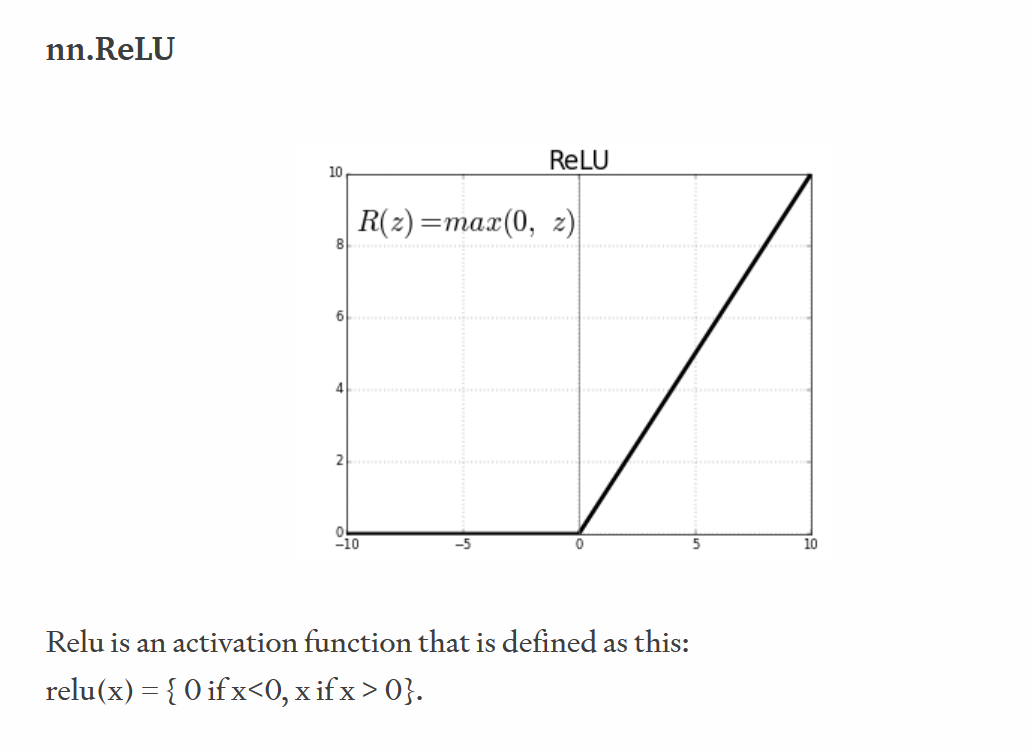 nn.ReLU
ReLU
10
R(z)=max(0, z)
8
6
4
2
0
−10 −5 0 5 10
Relu is an activation function that is defined as this:
relu(x) = { 0 if x<0, x if x > 0}.